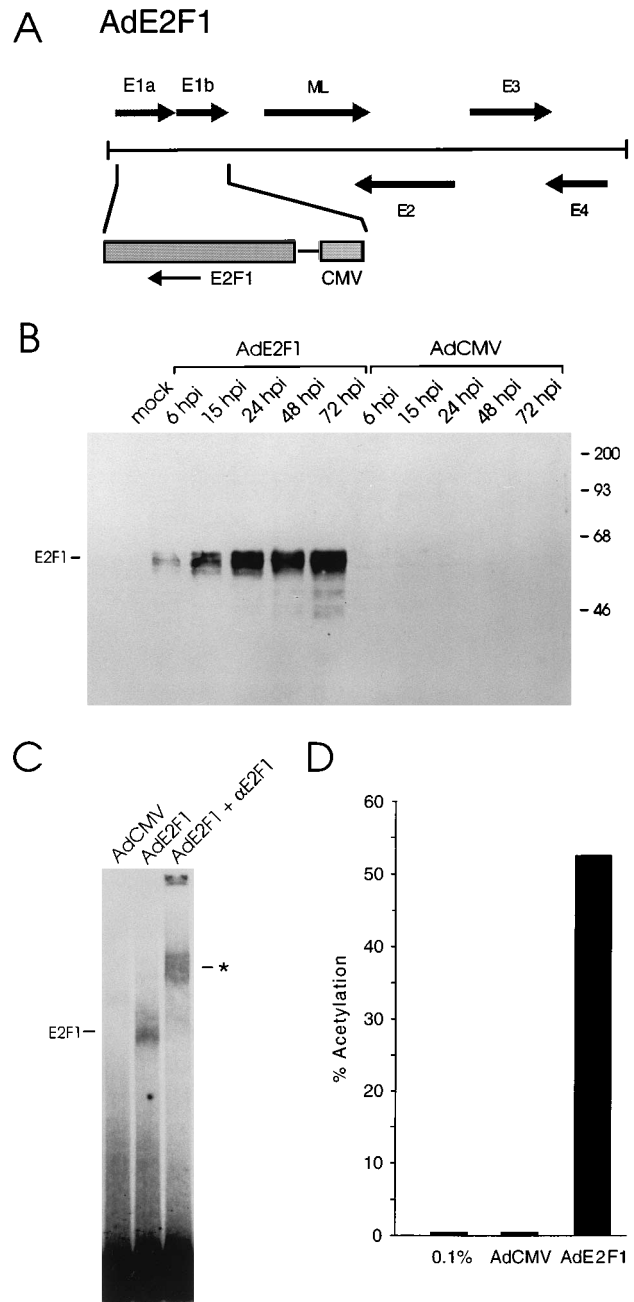 A AdE2F1
E1a E1b ML E3
E2 E4
E2F1 CMV
B
AdE2F1 AdCMV
mock 6 hpi 15 hpi 24 hpi 48 hpi 72 hpi 6 hpi 15 hpi 24 hpi 48 hpi 72 hpi
- 200
- 93
- 68
E2F1 -
- 46
C
AdCMV AdE2F1 AdE2F1 + αE2F1
- *
E2F1 -
D
60
50
40
30
20
10
0
% Acetylation
0.1% AdCMV AdE2F1